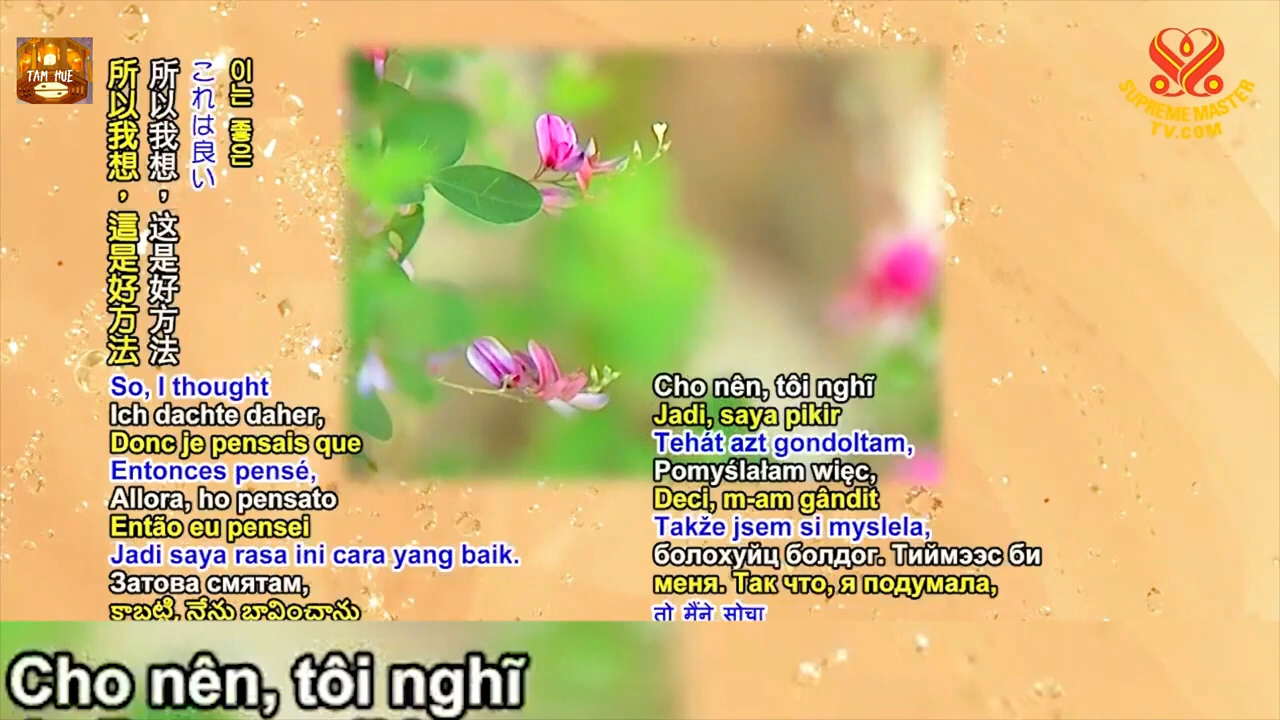 TAM HUE
SUPREME MASTER
TV.COM
이는 좋은
これは良い
所以我想，这是好方法
所以我想，這是好方法
So, I thought
Ich dachte daher,
Donc je pensais que
Entonces pensé,
Allora, ho pensato
Então eu pensei
Jadi saya rasa ini cara yang baik.
Затова смятам,
కాబట్టి, నేను భావించాను
Cho nên, tôi nghĩ
Jadi, saya pikir
Tehát azt gondoltam,
Pomyślałam więc,
Deci, m-am gândit
Takže jsem si myslela,
болохуйц болдог. Тиймээс би
меня. Так что, я подумала,
तो मैंने सोचा
Cho nên, tôi nghĩ